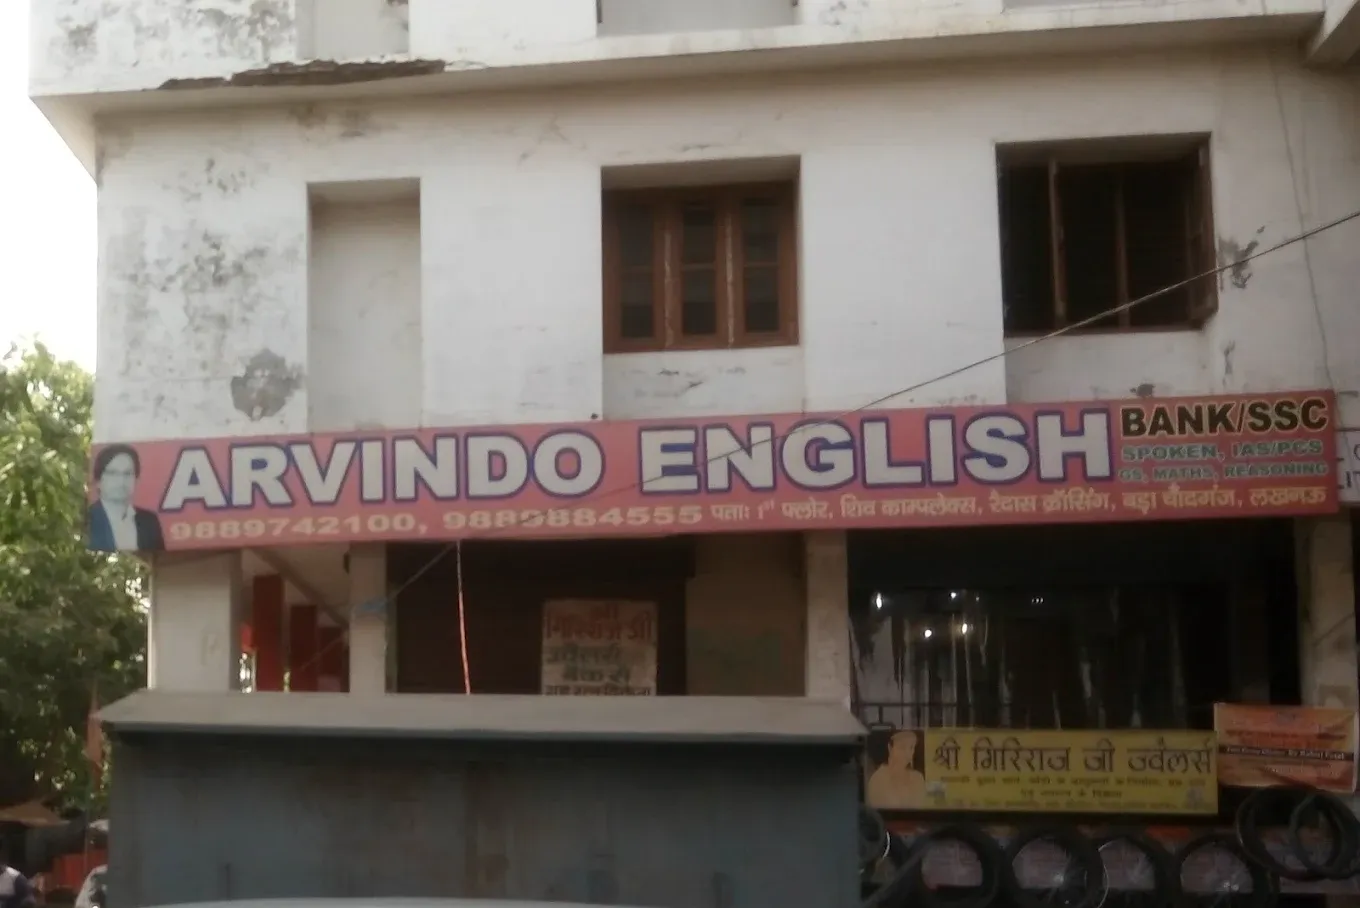 ARVINDO ENGLISH
BANK/SSC
SPOKEN, IAS/PCS
GS, MATHS, REASONING
9889742100, 9889884555 पताः 1st फ्लोर, शिव काम्पलेक्स, रैदास क्रॉसिंग, बड़ा चाँदगंज, लखनऊ
श्री
गिरिराज जी
ज्वैलर्स
श्री गिरिराज जी ज्वैलर्स